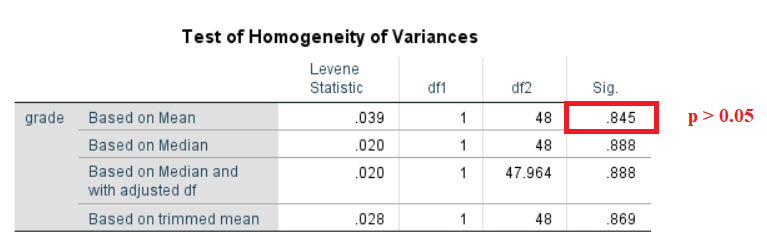 Test of Homogeneity of Variances
Levene Statistic df1 df2 Sig.
grade Based on Mean .039 1 48 .845 p > 0.05
Based on Median .020 1 48 .888
Based on Median and with adjusted df .020 1 47.964 .888
Based on trimmed mean .028 1 48 .869